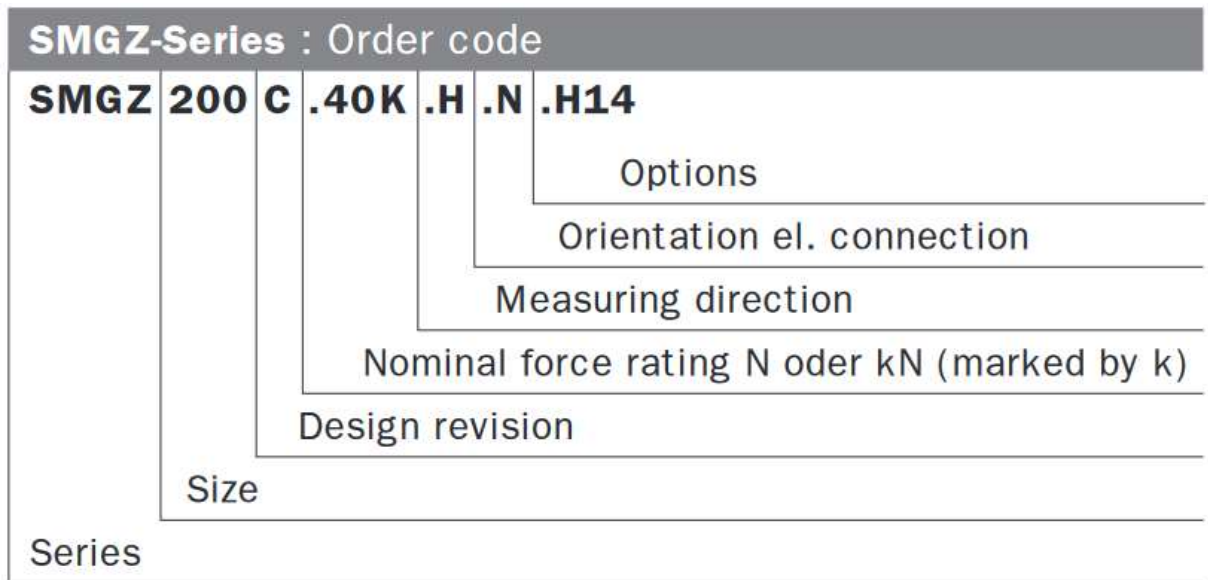 SMGZ-Series : Order code
SMGZ 200 C .40K .H .N .H14
Options
Orientation el. connection
Measuring direction
Nominal force rating N oder kN (marked by k)
Design revision
Size
Series